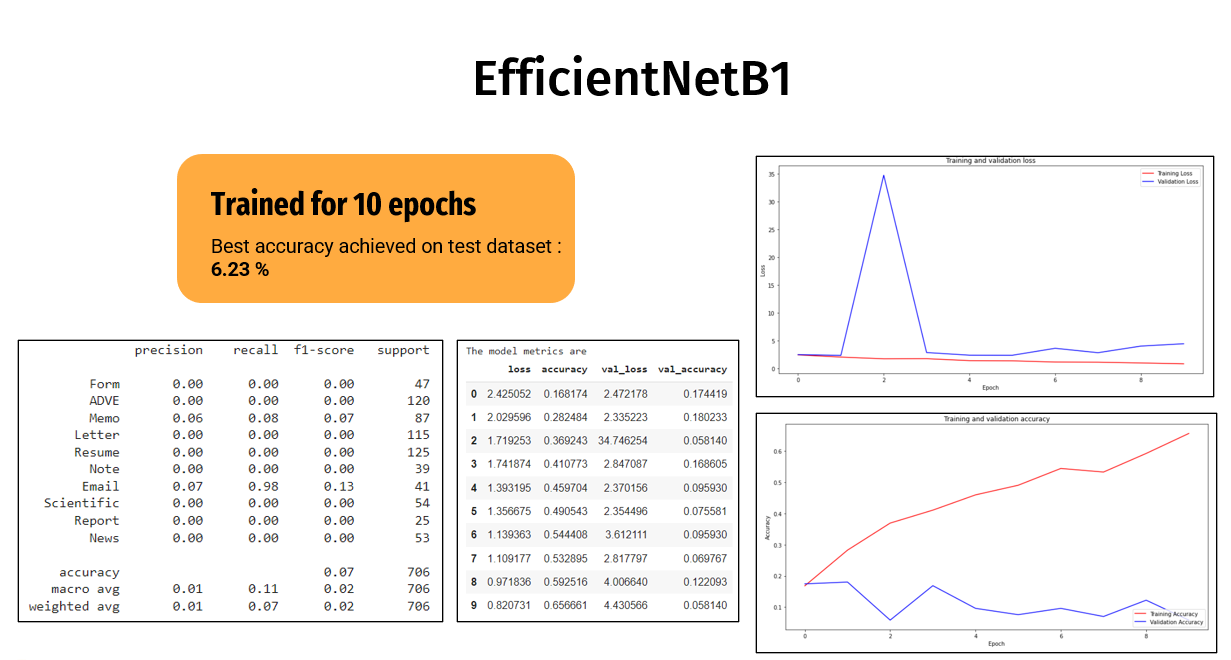 EfficientNetB1
Trained for 10 epochs
Best accuracy achieved on test dataset :
6.23 %
precision recall f1-score support
Form 0.00 0.00 0.00 47
ADVE 0.00 0.00 0.00 120
Memo 0.06 0.08 0.07 87
Letter 0.00 0.00 0.00 115
Resume 0.00 0.00 0.00 125
Note 0.00 0.00 0.00 39
Email 0.07 0.98 0.13 41
Scientific 0.00 0.00 0.00 54
Report 0.00 0.00 0.00 25
News 0.00 0.00 0.00 53
accuracy 0.07 706
macro avg 0.01 0.11 0.02 706
weighted avg 0.01 0.07 0.02 706
The model metrics are
loss accuracy val_loss val_accuracy
0 2.425052 0.168174 2.472178 0.174419
1 2.029596 0.282484 2.335223 0.180233
2 1.719253 0.369243 34.746254 0.058140
3 1.741874 0.410773 2.847087 0.168605
4 1.393195 0.459704 2.370156 0.095930
5 1.356675 0.490543 2.354496 0.075581
6 1.139363 0.544408 3.612111 0.095930
7 1.109177 0.532895 2.817797 0.069767
8 0.971836 0.592516 4.006640 0.122093
9 0.820731 0.656661 4.430566 0.058140
Training and validation loss
Training Loss
Validation Loss
35
30
25
20
15
10
5
0
Loss
0 2 4 6 8
Epoch
Training and validation accuracy
0.6
0.5
0.4
0.3
0.2
0.1
Accuracy
Training Accuracy
Validation Accuracy
0 2 4 6 8
Epoch